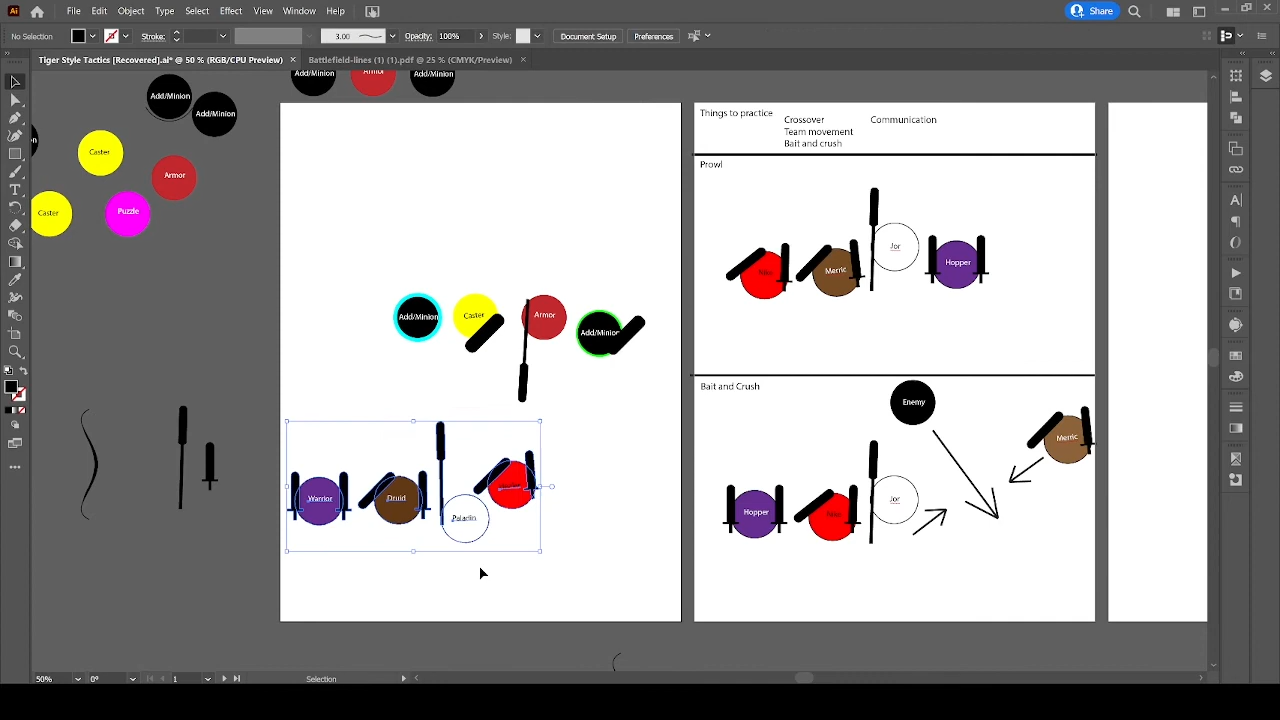 Ai File Edit Object Type Select Effect View Window Help Share
No Selection Stroke: 3.00 Opacity: 100% Style: Document Setup Preferences
Tiger Style Tactics [Recovered].ai* @ 50 % (RGB/CPU Preview) × Battlefield-lines (1) (1).pdf @ 25 % (CMYK/Preview) ×
Add/Minion
Armor
Add/Minion
Add/Minion
Add/Minion
Caster
Armor
Caster
Puzzle
Add/Minion
Caster
Armor
Add/Minion
Warrior
Druid
Paladin
Things to practice
Crossover
Communication
Team movement
Bait and crush
Prowl
Niko
Merric
Jor
Hopper
Bait and Crush
Enemy
Merric
Hopper
Niko
Jor
50% 0° 1 Selection